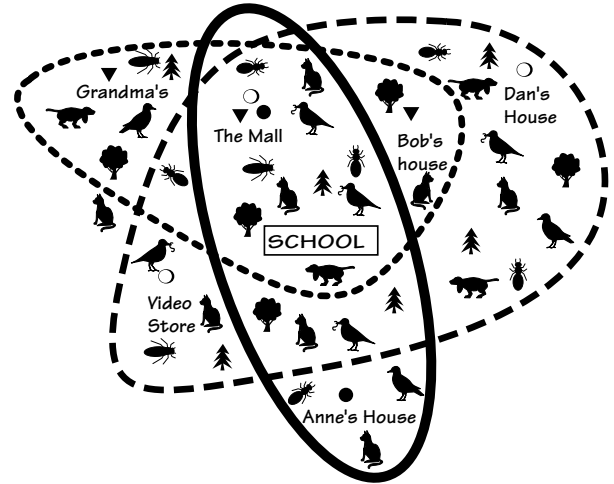 Grandma's
Dan's
House
The Mall
Bob's
house
SCHOOL
Video
Store
Anne's House